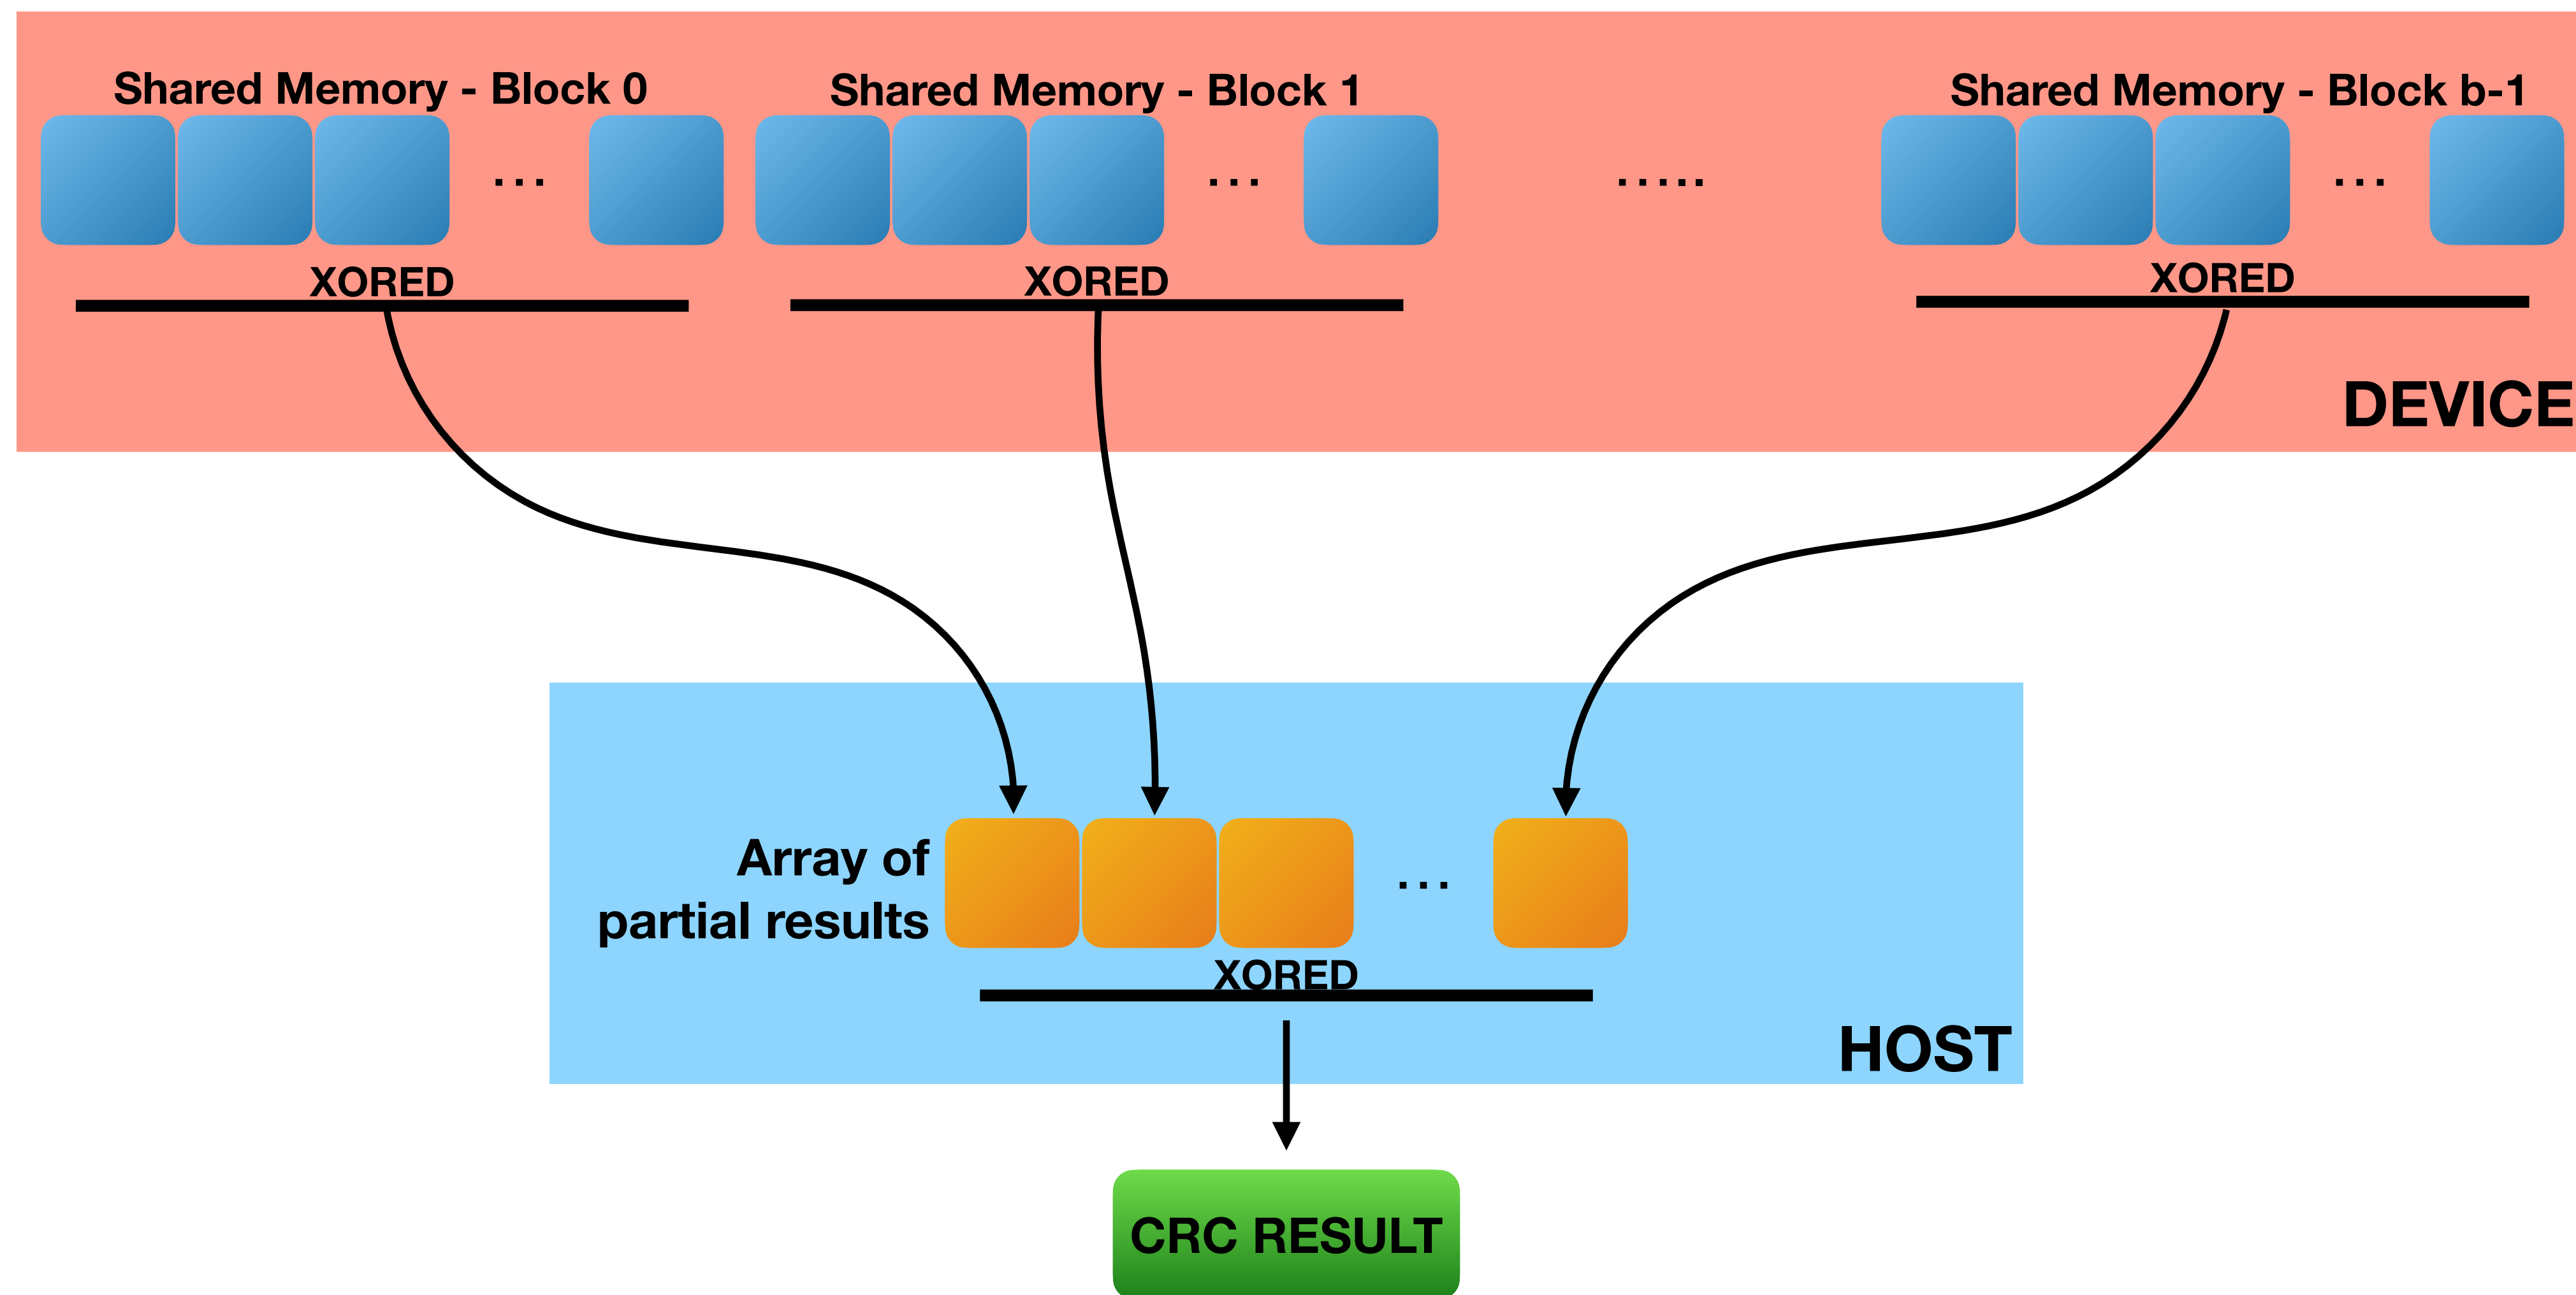 Shared Memory - Block 0
Shared Memory - Block 1
Shared Memory - Block b-1
...
...
.....
...
XORED
XORED
XORED
DEVICE
Array of
partial results
...
XORED
HOST
CRC RESULT